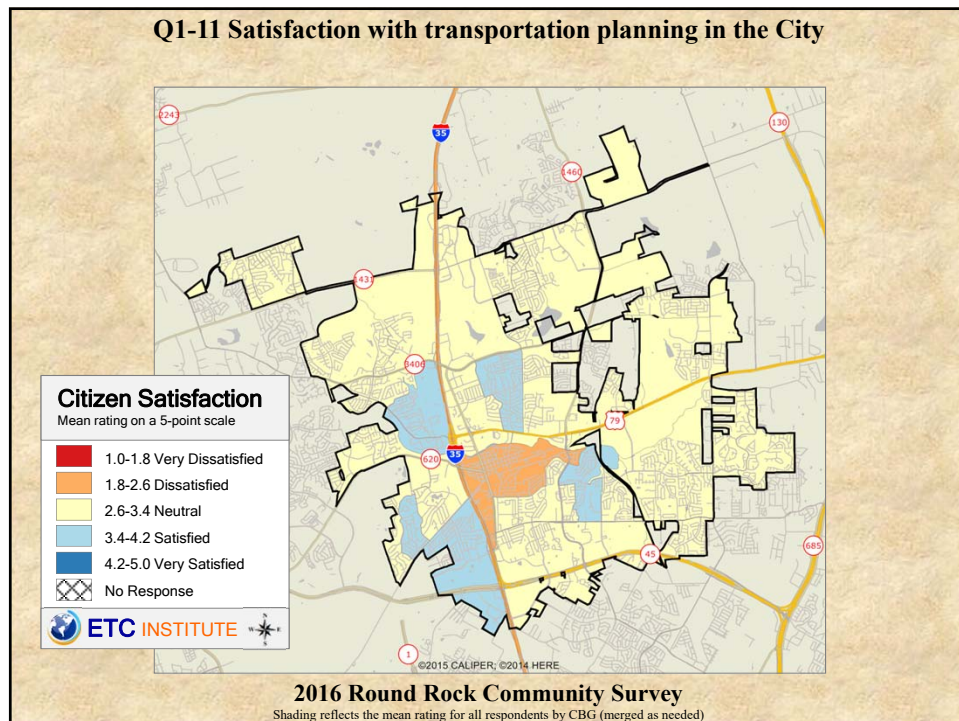 Q1-11 Satisfaction with transportation planning in the City
2243
35
130
1460
1431
3406
79
620
35
45
685
1
Citizen Satisfaction
Mean rating on a 5-point scale
1.0-1.8 Very Dissatisfied
1.8-2.6 Dissatisfied
2.6-3.4 Neutral
3.4-4.2 Satisfied
4.2-5.0 Very Satisfied
No Response
ETC INSTITUTE
©2015 CALIPER; ©2014 HERE
2016 Round Rock Community Survey
Shading reflects the mean rating for all respondents by CBG (merged as needed)